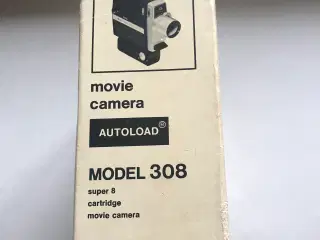 movie
camera
AUTOLOAD®
MODEL 308
super 8
cartridge
movie camera